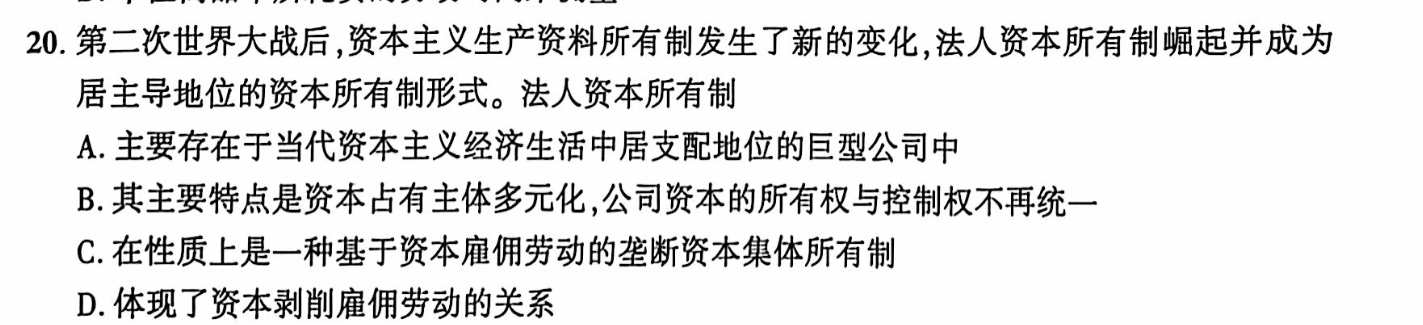 20. 第二次世界大战后,资本主义生产资料所有制发生了新的变化,法人资本所有制崛起并成为
居主导地位的资本所有制形式。法人资本所有制
A. 主要存在于当代资本主义经济生活中居支配地位的巨型公司中
B. 其主要特点是资本占有主体多元化,公司资本的所有权与控制权不再统一
C. 在性质上是一种基于资本雇佣劳动的垄断资本集体所有制
D. 体现了资本剥削雇佣劳动的关系